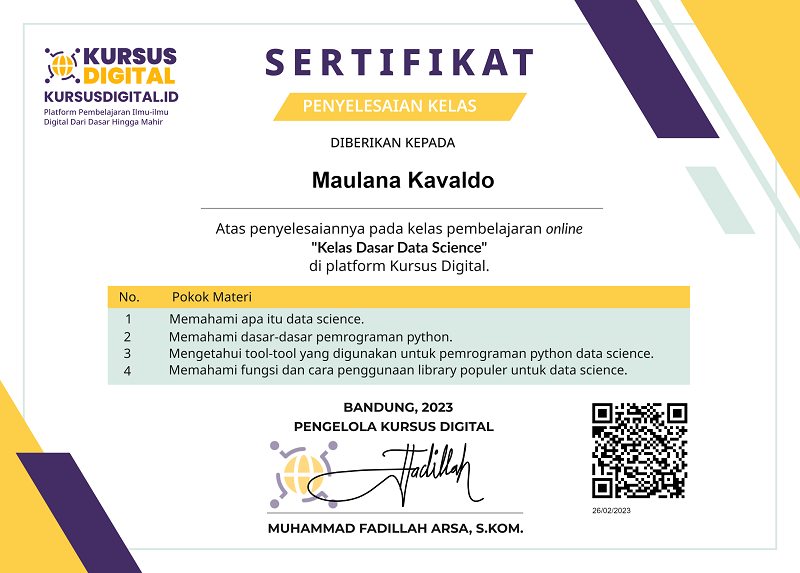 KURSUS
DIGITAL
KURSUSDIGITAL.ID
Platform Pembelajaran Ilmu-ilmu
Digital Dari Dasar Hingga Mahir
SERTIFIKAT
PENYELESAIAN KELAS
DIBERIKAN KEPADA
Maulana Kavaldo
Atas penyelesaiannya pada kelas pembelajaran online
"Kelas Dasar Data Science"
di platform Kursus Digital.
No. Pokok Materi
1 Memahami apa itu data science.
2 Memahami dasar-dasar pemrograman python.
3 Mengetahui tool-tool yang digunakan untuk pemrograman python data science.
4 Memahami fungsi dan cara penggunaan library populer untuk data science.
BANDUNG, 2023
PENGELOLA KURSUS DIGITAL
Hadillah
MUHAMMAD FADILLAH ARSA, S.KOM.
26/02/2023